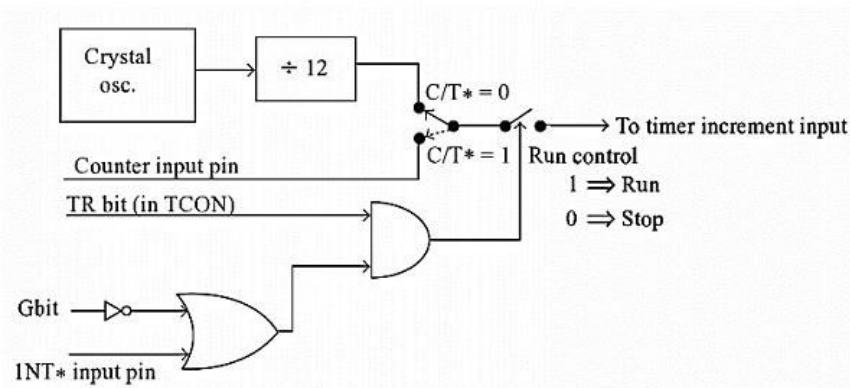 Crystal
osc.
÷ 12
C/T* = 0
To timer increment input
C/T* = 1
Run control
Counter input pin
1 ⇒ Run
TR bit (in TCON)
0 ⇒ Stop
Gbit
1NT* input pin